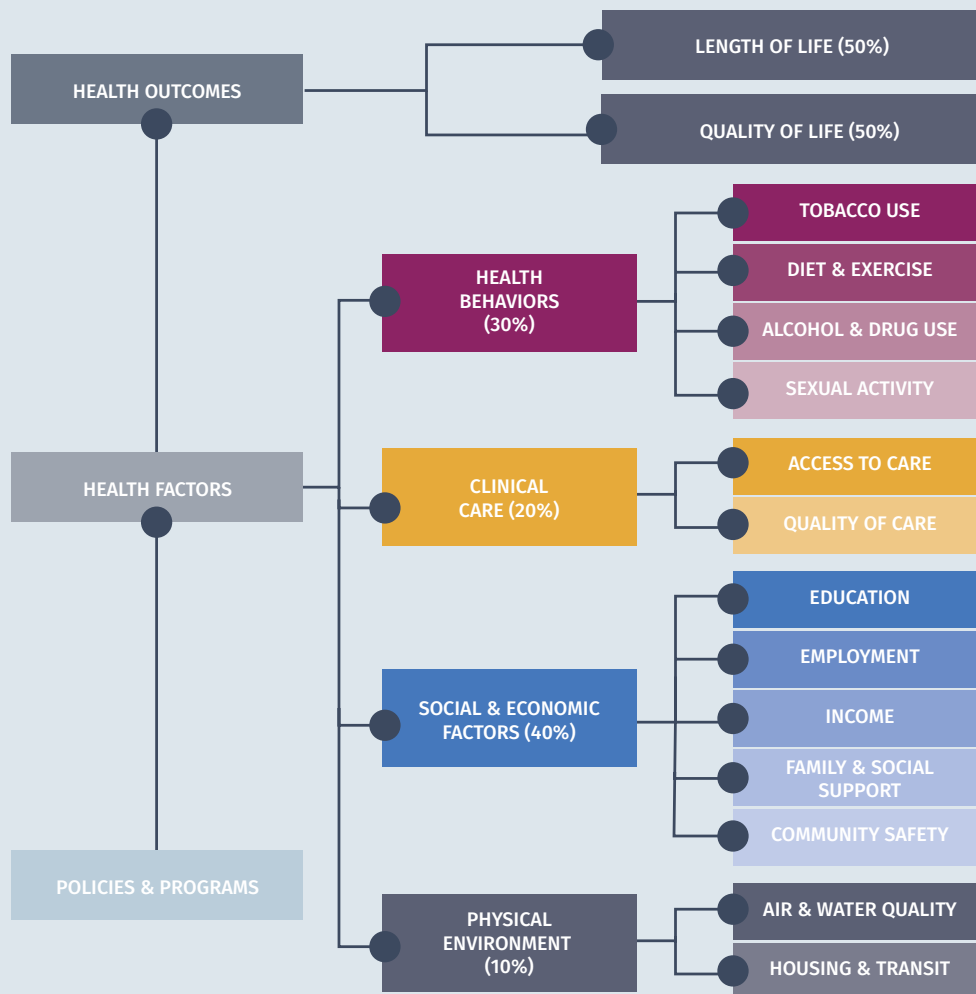 HEALTH OUTCOMES
LENGTH OF LIFE (50%)
QUALITY OF LIFE (50%)
HEALTH FACTORS
HEALTH
BEHAVIORS
(30%)
TOBACCO USE
DIET & EXERCISE
ALCOHOL & DRUG USE
SEXUAL ACTIVITY
CLINICAL
CARE (20%)
ACCESS TO CARE
QUALITY OF CARE
SOCIAL & ECONOMIC
FACTORS (40%)
EDUCATION
EMPLOYMENT
INCOME
FAMILY & SOCIAL
SUPPORT
COMMUNITY SAFETY
PHYSICAL
ENVIRONMENT
(10%)
AIR & WATER QUALITY
HOUSING & TRANSIT
POLICIES & PROGRAMS